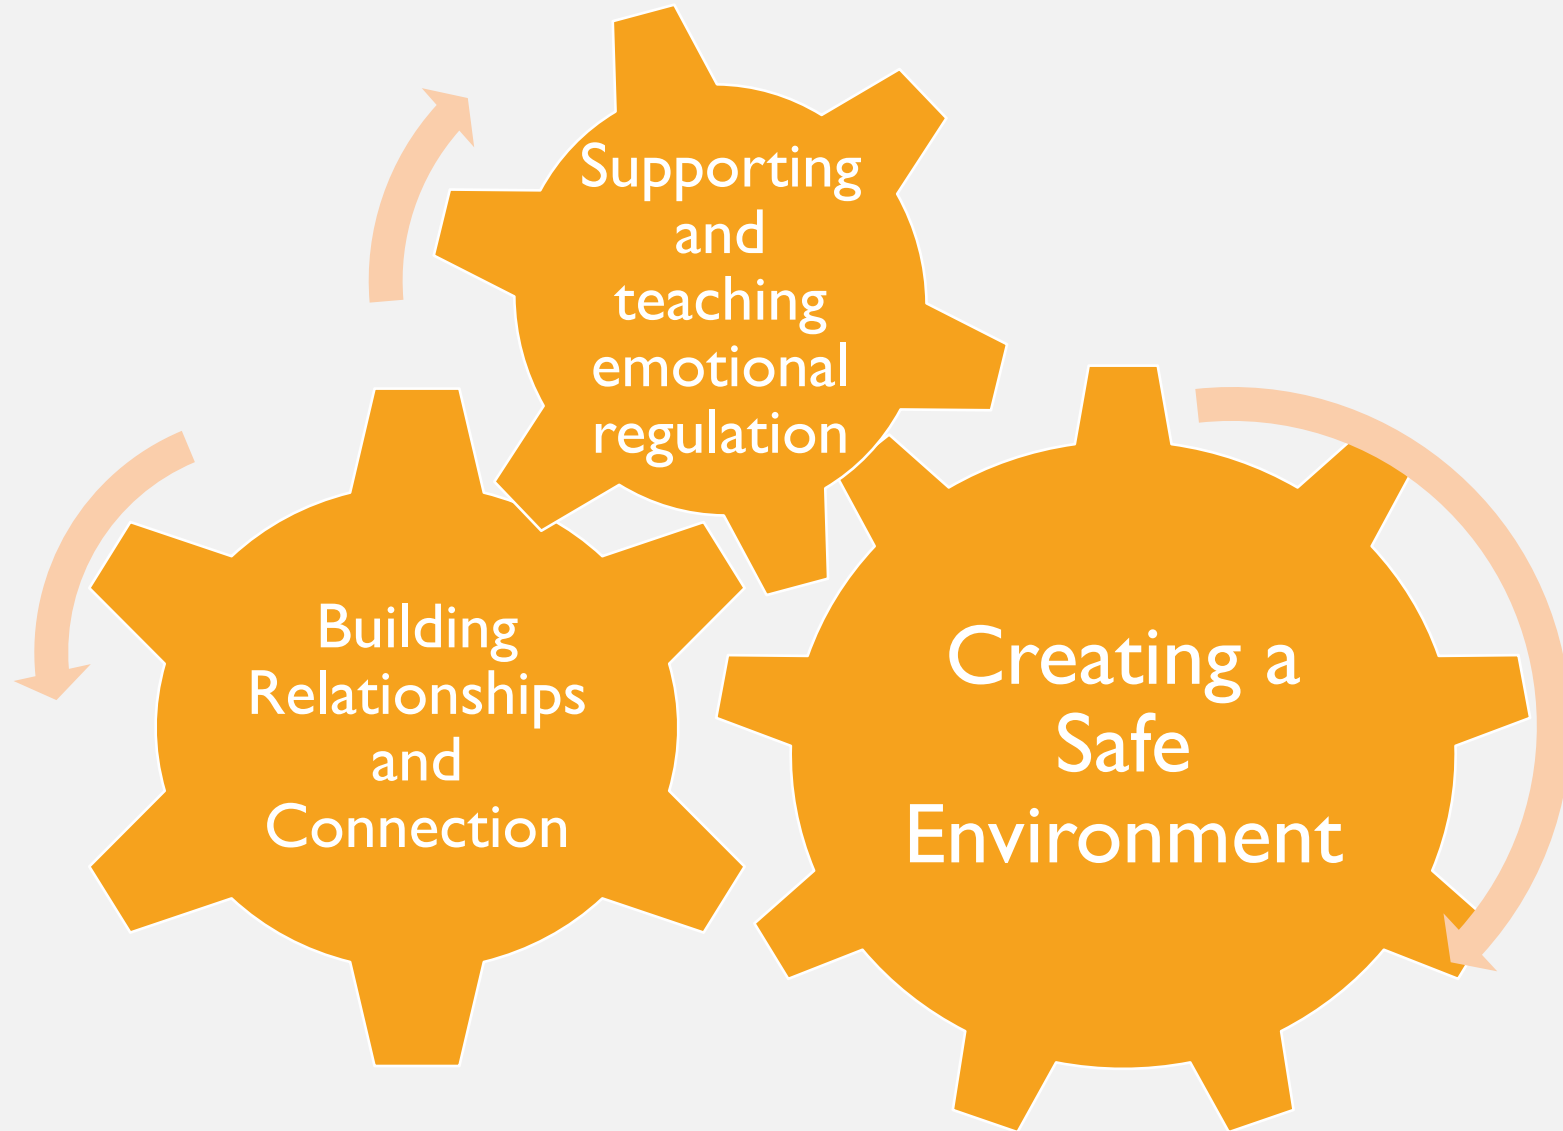 Supporting
and
teaching
emotional
regulation
Building
Relationships
and
Connection
Creating a
Safe
Environment